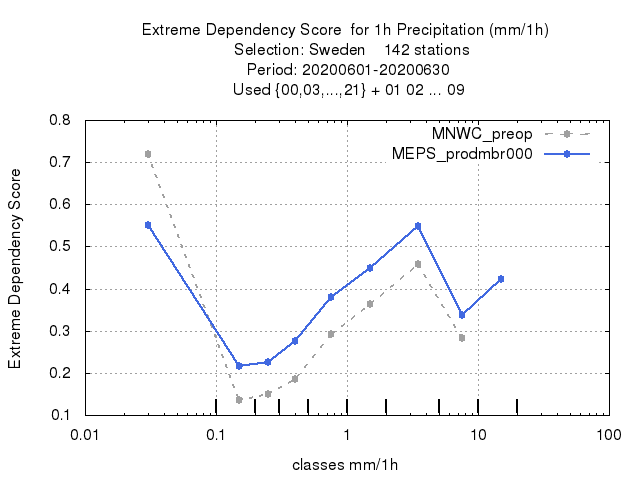 Extreme Dependency Score  for 1h Precipitation (mm/1h)
Selection: Sweden    142 stations
Period: 20200601-20200630
Used {00,03,...,21} + 01 02 ... 09
MNWC_preop
MEPS_prodmbr000
Extreme Dependency Score
0.8
0.7
0.6
0.5
0.4
0.3
0.2
0.1
0.01 0.1 1 10 100
classes mm/1h